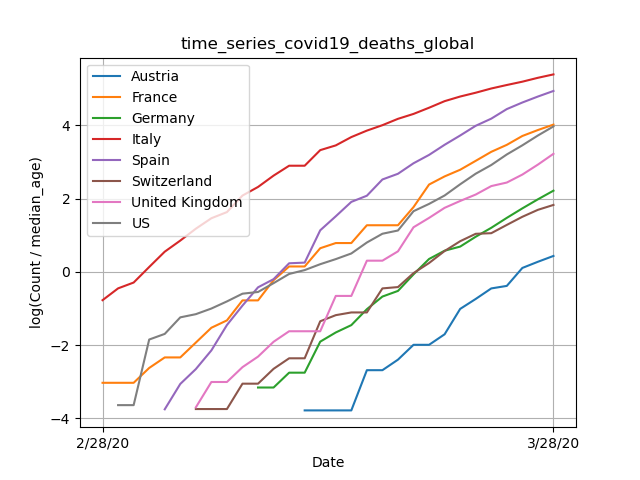 time_series_covid19_deaths_global
Austria
France
Germany
Italy
Spain
Switzerland
United Kingdom
US
log(Count / median_age)
4
2
0
−2
−4
2/28/20
3/28/20
Date